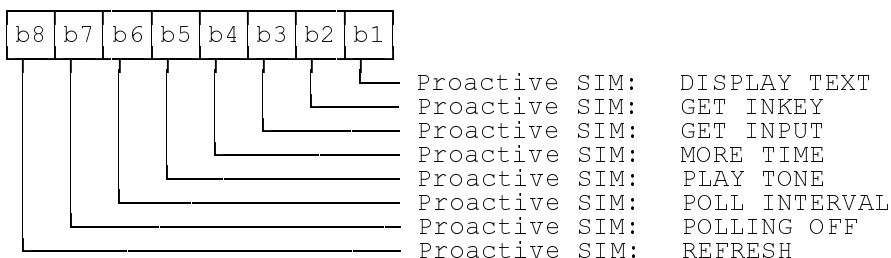 b8 b7 b6 b5 b4 b3 b2 b1
Proactive SIM: DISPLAY TEXT
Proactive SIM: GET INKEY
Proactive SIM: GET INPUT
Proactive SIM: MORE TIME
Proactive SIM: PLAY TONE
Proactive SIM: POLL INTERVAL
Proactive SIM: POLLING OFF
Proactive SIM: REFRESH